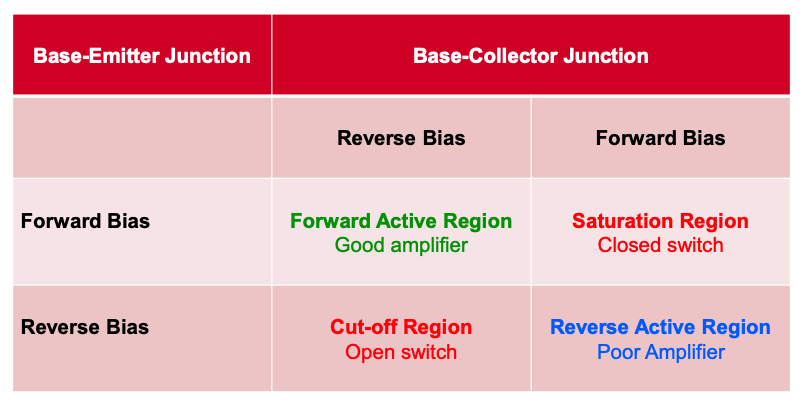 Base-Emitter Junction
Base-Collector Junction
Reverse Bias
Forward Bias
Forward Bias
Forward Active Region
Good amplifier
Saturation Region
Closed switch
Reverse Bias
Cut-off Region
Open switch
Reverse Active Region
Poor Amplifier